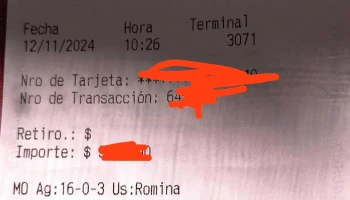 Fecha Hora Terminal
12/11/2024 10:26 3071
Nro de Tarjeta:
Nro de Transacción:
Retiro.: $
Importe: $
MO Ag:16-0-3 Us:Romina